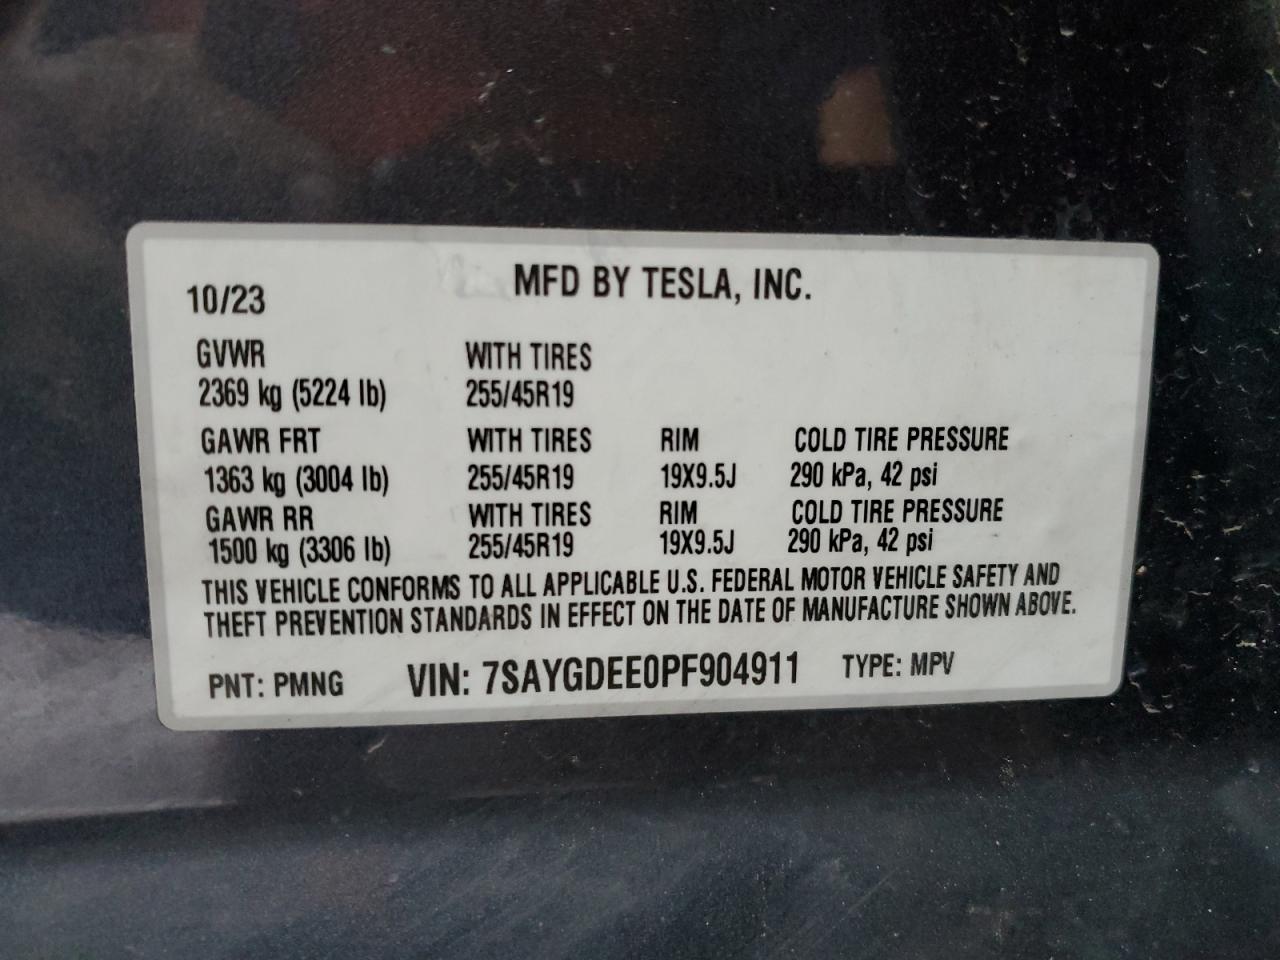 MFD BY TESLA, INC.
10/23
GVWR WITH TIRES
2369 kg (5224 lb) 255/45R19
GAWR FRT WITH TIRES RIM COLD TIRE PRESSURE
1363 kg (3004 lb) 255/45R19 19X9.5J 290 kPa, 42 psi
GAWR RR WITH TIRES RIM COLD TIRE PRESSURE
1500 kg (3306 lb) 255/45R19 19X9.5J 290 kPa, 42 psi
THIS VEHICLE CONFORMS TO ALL APPLICABLE U.S. FEDERAL MOTOR VEHICLE SAFETY AND
THEFT PREVENTION STANDARDS IN EFFECT ON THE DATE OF MANUFACTURE SHOWN ABOVE.
PNT: PMNG VIN: 7SAYGDEE0PF904911 TYPE: MPV